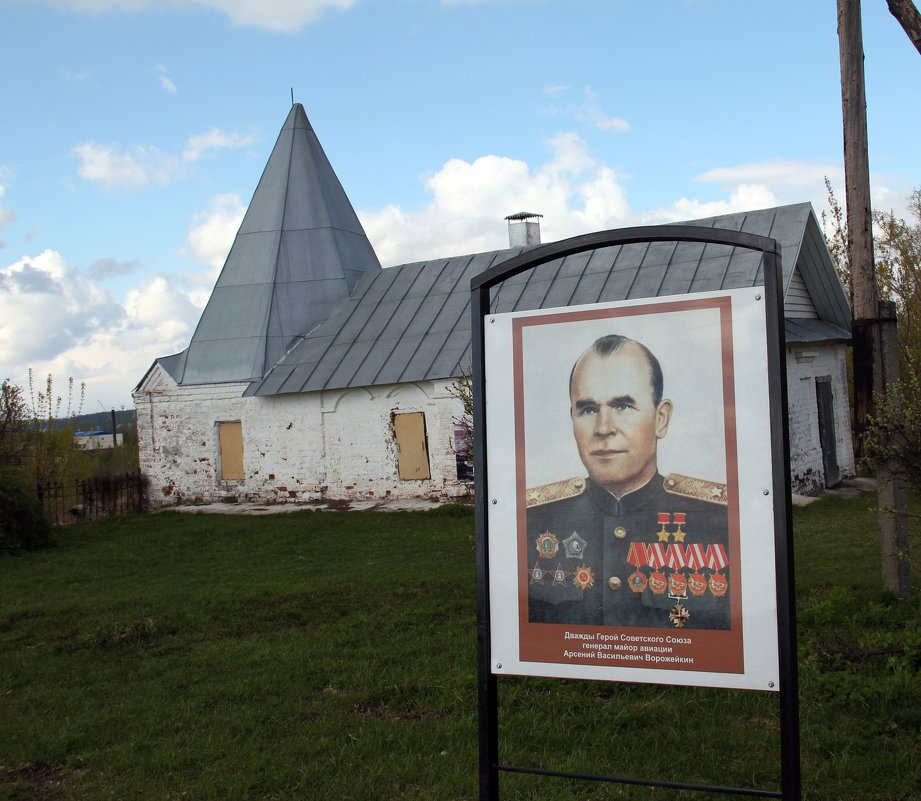 Дважды Герой Советского Союза
генерал майор авиации
Арсений Васильевич Ворожейкин